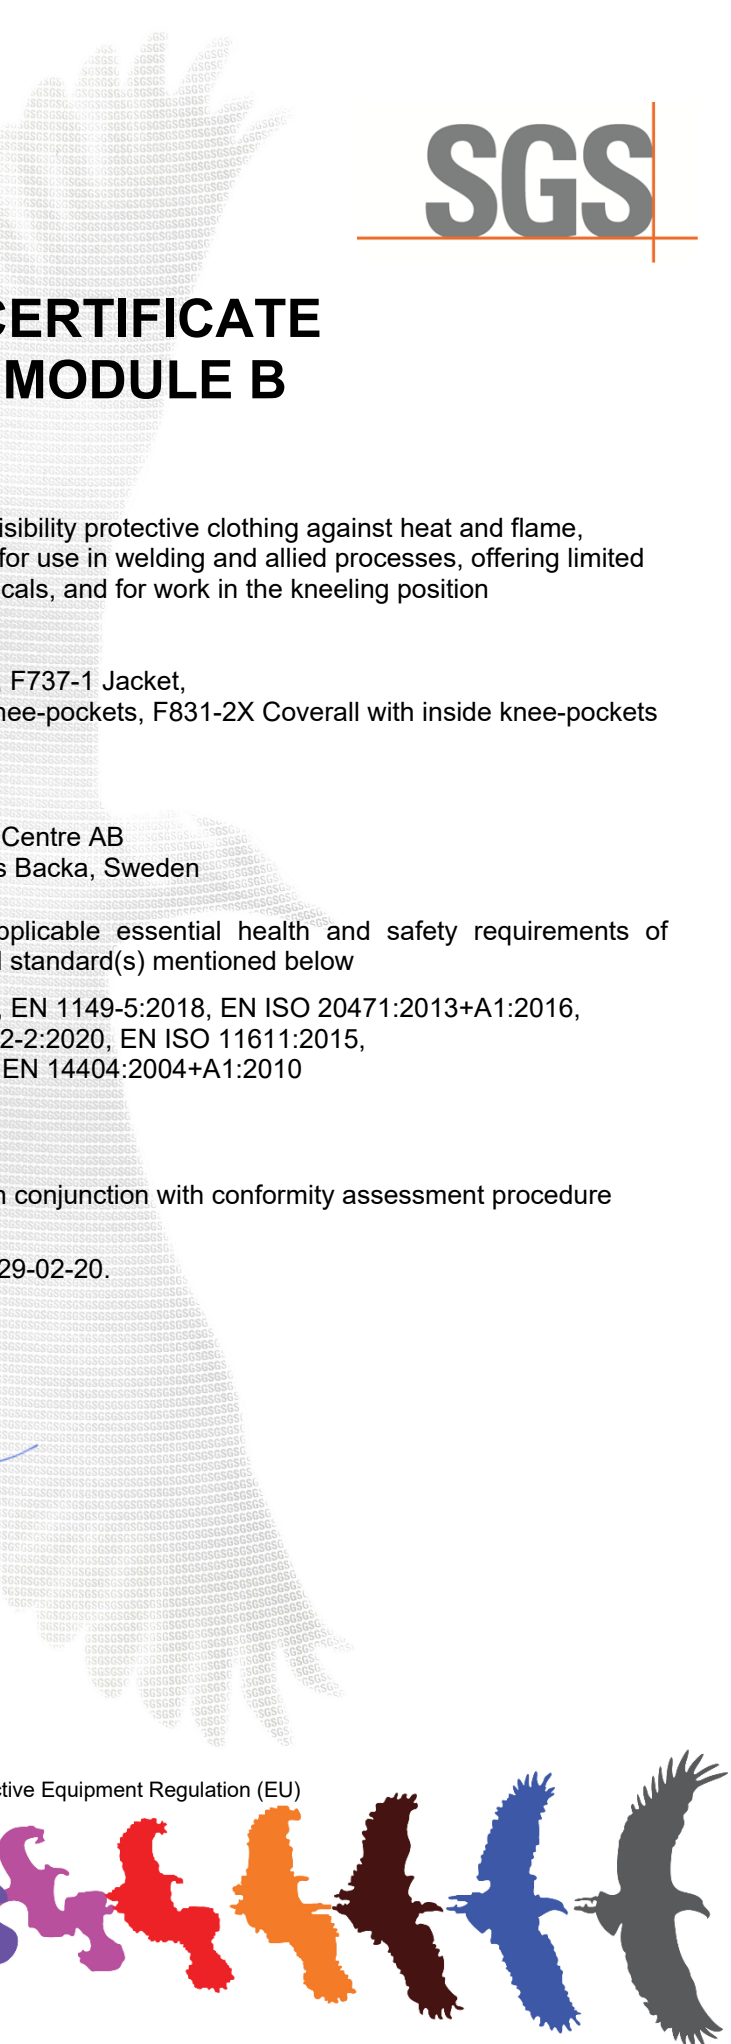 SGS
CERTIFICATE
MODULE B
isibility protective clothing against heat and flame,
for use in welding and allied processes, offering limited
cals, and for work in the kneeling position
F737-1 Jacket,
nee-pockets, F831-2X Coverall with inside knee-pockets
Centre AB
s Backa, Sweden
pplicable essential health and safety requirements of
standard(s) mentioned below
, EN 1149-5:2018, EN ISO 20471:2013+A1:2016,
2-2:2020, EN ISO 11611:2015,
EN 14404:2004+A1:2010
n conjunction with conformity assessment procedure
29-02-20.
ctive Equipment Regulation (EU)